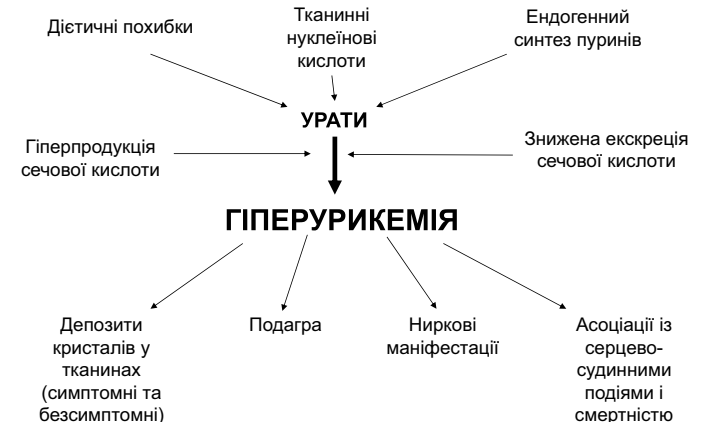 Дієтичні похибки
Тканинні
нуклеїнові
кислоти
Ендогенний
синтез пуринів
УРАТИ
Гіперпродукція
сечової кислоти
Знижена екскреція
сечової кислоти
ГІПЕРУРИКЕМІЯ
Депозити
кристалів у
тканинах
(симптомні та
безсимптомні)
Подагра
Ниркові
маніфестації
Асоціації із
серцево-
судинними
подіями і
смертністю